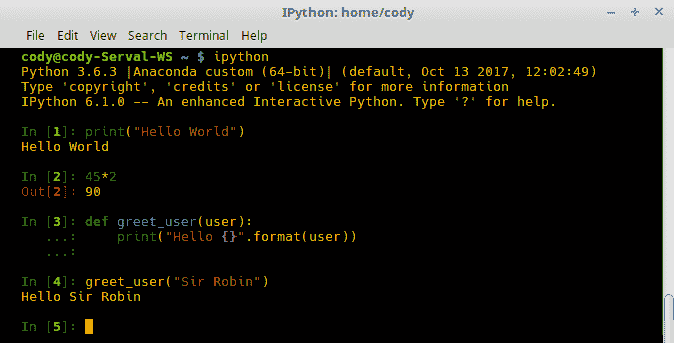 IPython: home/cody
File Edit View Search Terminal Help
cody@cody-Serval-WS ~ $ ipython
Python 3.6.3 |Anaconda custom (64-bit)| (default, Oct 13 2017, 12:02:49)
Type 'copyright', 'credits' or 'license' for more information
IPython 6.1.0 -- An enhanced Interactive Python. Type '?' for help.
In [1]: print("Hello World")
Hello World
In [2]: 45*2
Out[2]: 90
In [3]: def greet_user(user):
   ...:     print("Hello {}".format(user))
   ...:
In [4]: greet_user("Sir Robin")
Hello Sir Robin
In [5]: